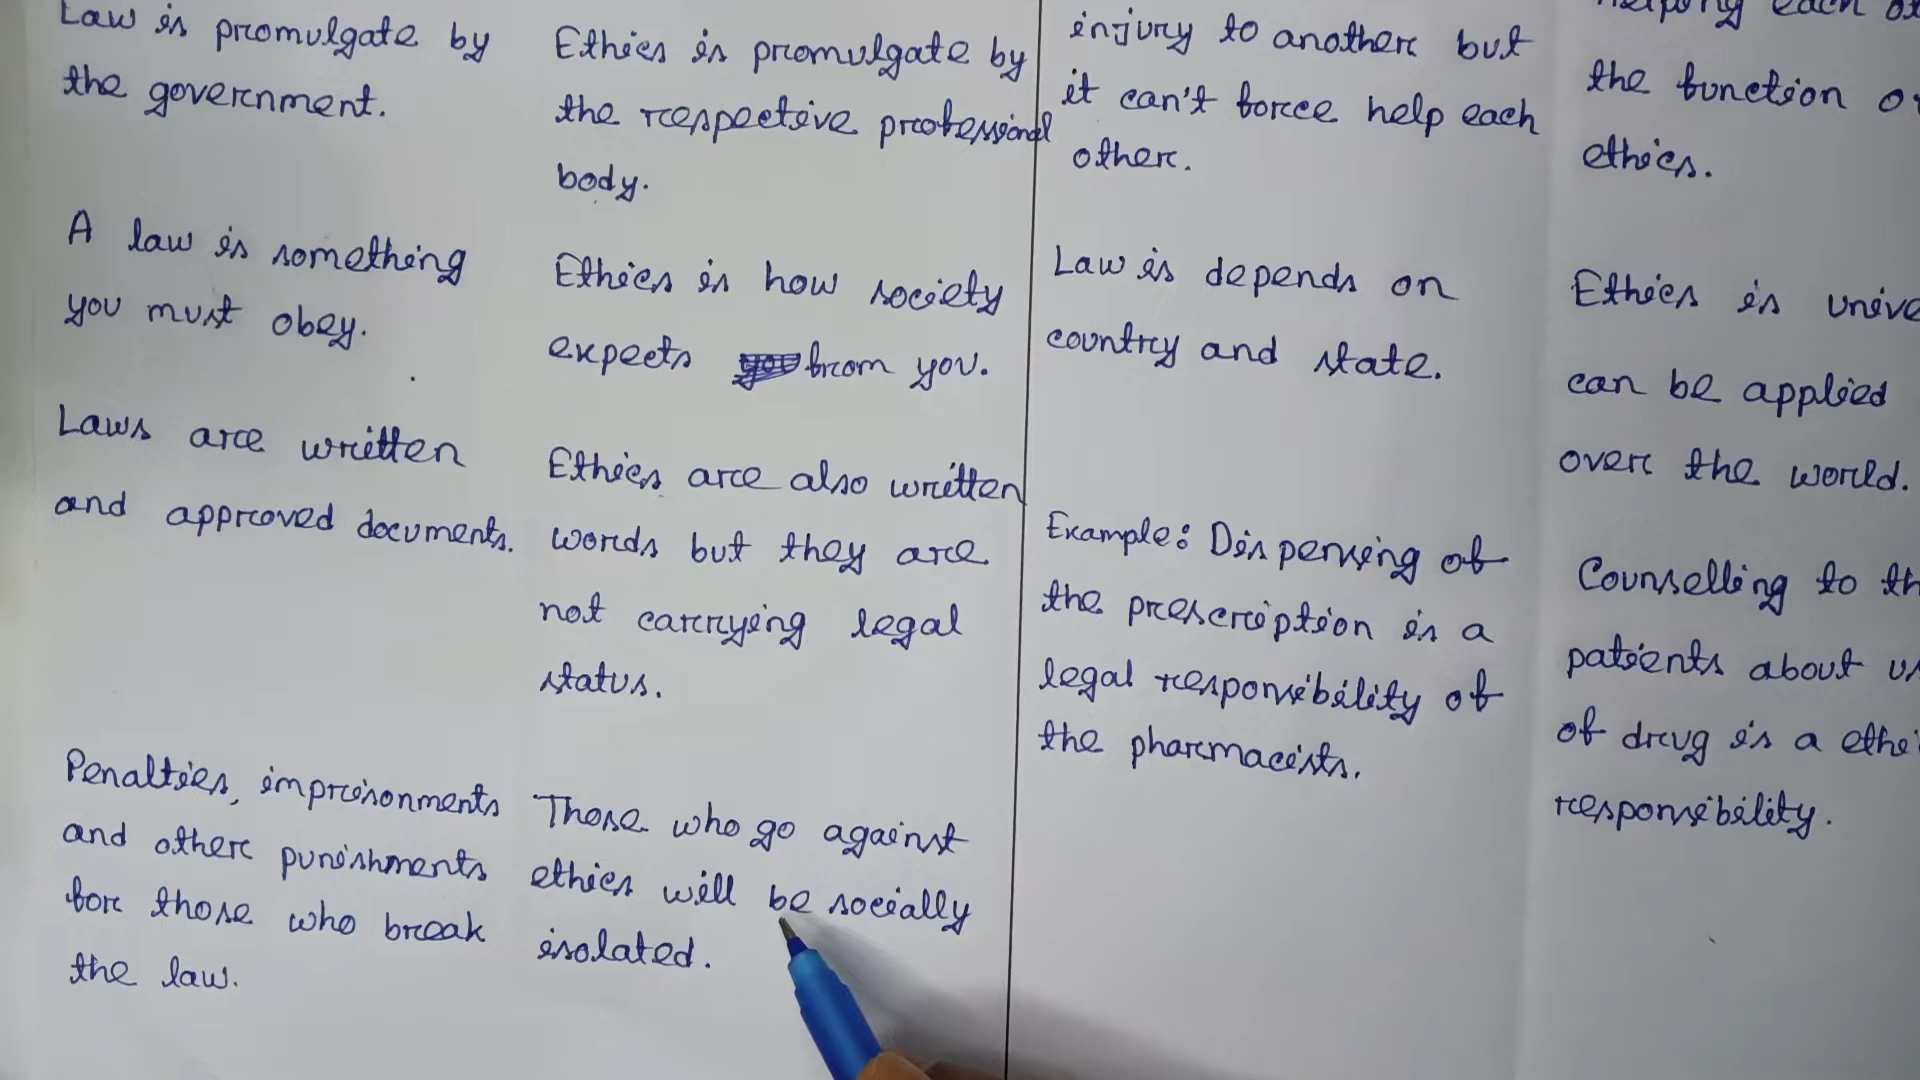 Law is promulgate by
the government.
Ethics is promulgate by
the respective professional
body.
A law is something
you must obey.
Ethics is how society
expects from you.
Laws are written
and approved documents.
Ethics are also written
words but they are
not carrying legal
status.
Penalties, imprisonments
and other punishments
for those who break
the law.
Those who go against
ethics will be socially
isolated.
injury to another but
it can't force help each
other.
helping each
the function
ethics.
Law is depends on
country and state.
Ethics is
can be applied
over the world.
Example: Dispensing of
the prescription is a
legal responsibility of
the pharmacists.
Counselling to
patients about
of drug is a
responsibility.